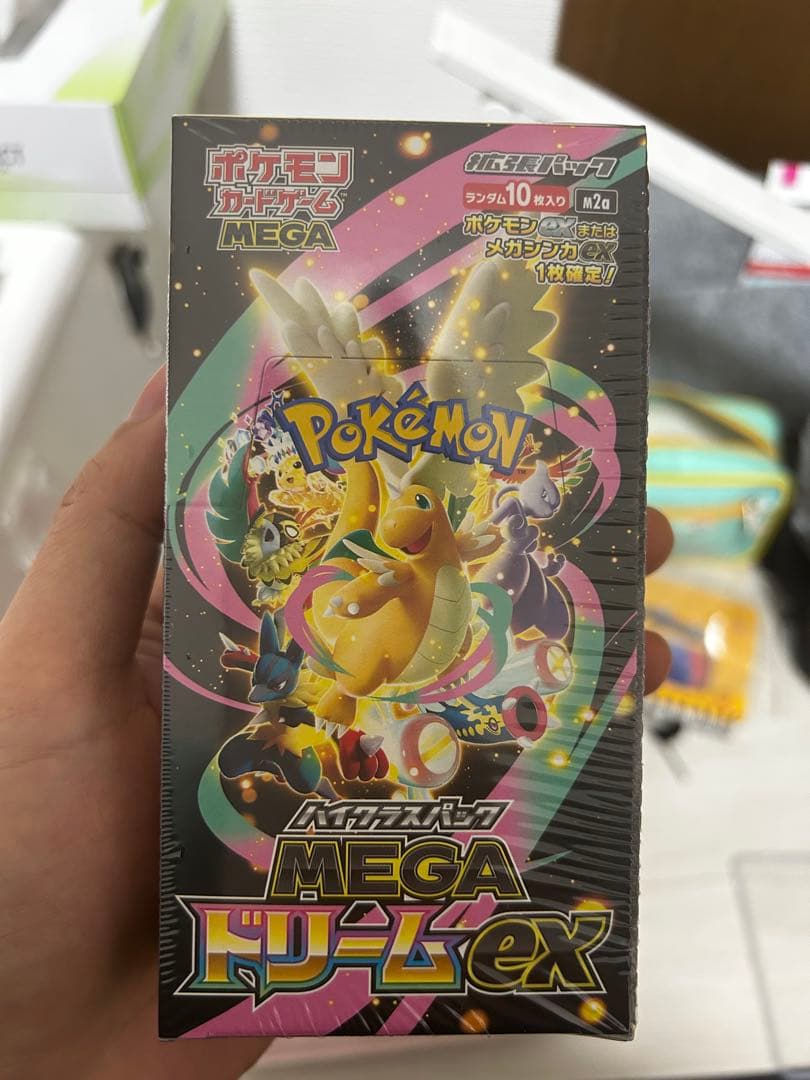 ポケモン
カードゲーム
MEGA
拡張パック
ランダム10枚入り M2a
ポケモンexまたは
メガシンカex
1枚確定!
POKéMON
ハイクラスパック
MEGA
ドリームex